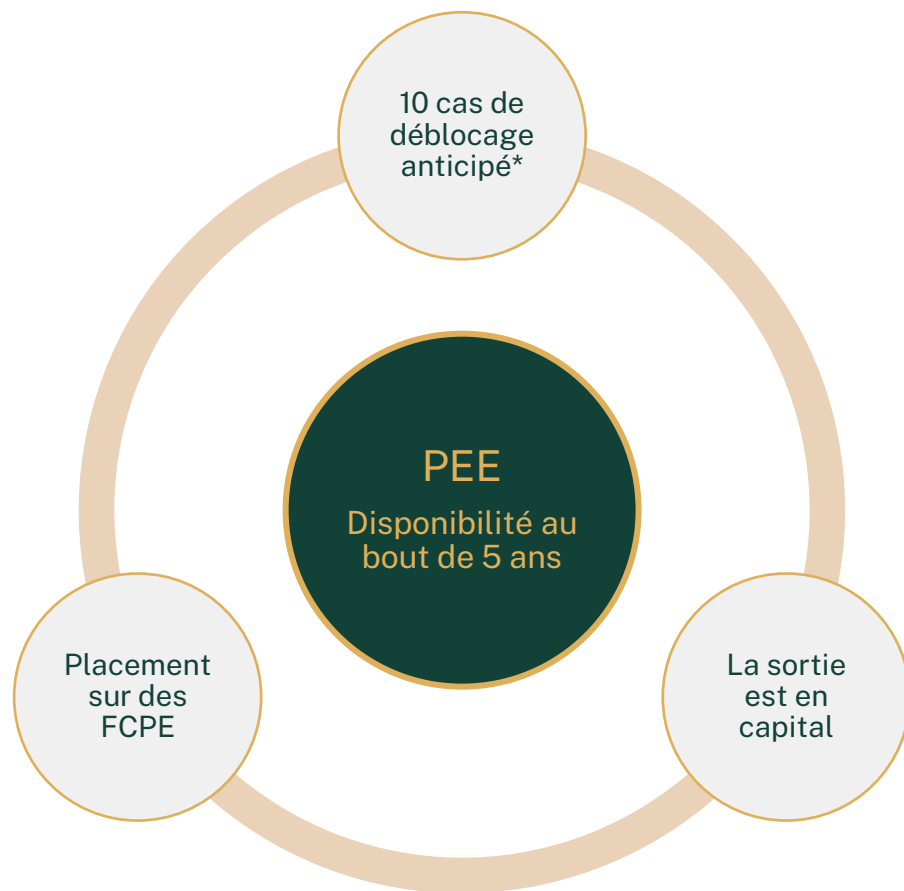 10 cas de
déblocage
anticipé*
PEE
Disponibilité au
bout de 5 ans
Placement
sur des
FCPE
La sortie
est en
capital